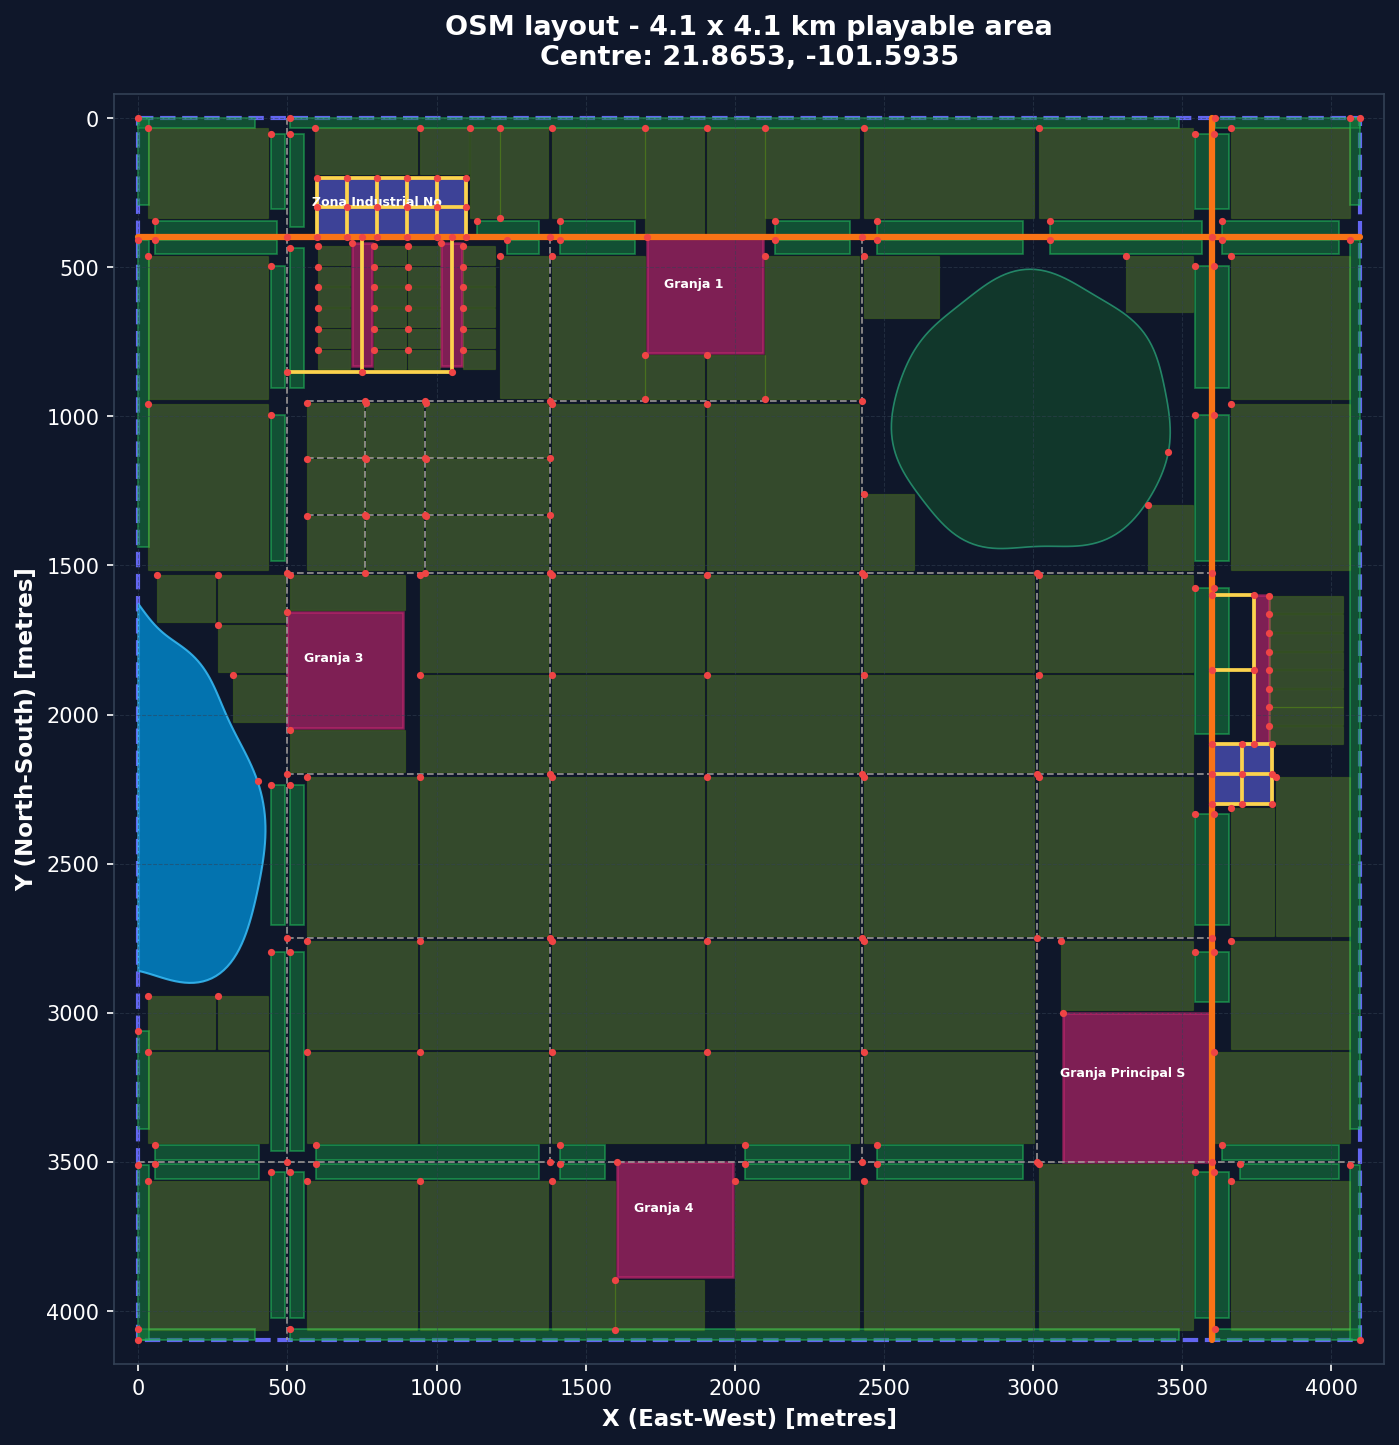 OSM layout - 4.1 x 4.1 km playable area
Centre: 21.8653, -101.5935
0
500
1000
1500
2000
2500
3000
3500
4000
Y (North-South) [metres]
Zona Industrial No
Granja 1
Granja 3
Granja Principal S
Granja 4
0
500
1000
1500
2000
2500
3000
3500
4000
X (East-West) [metres]